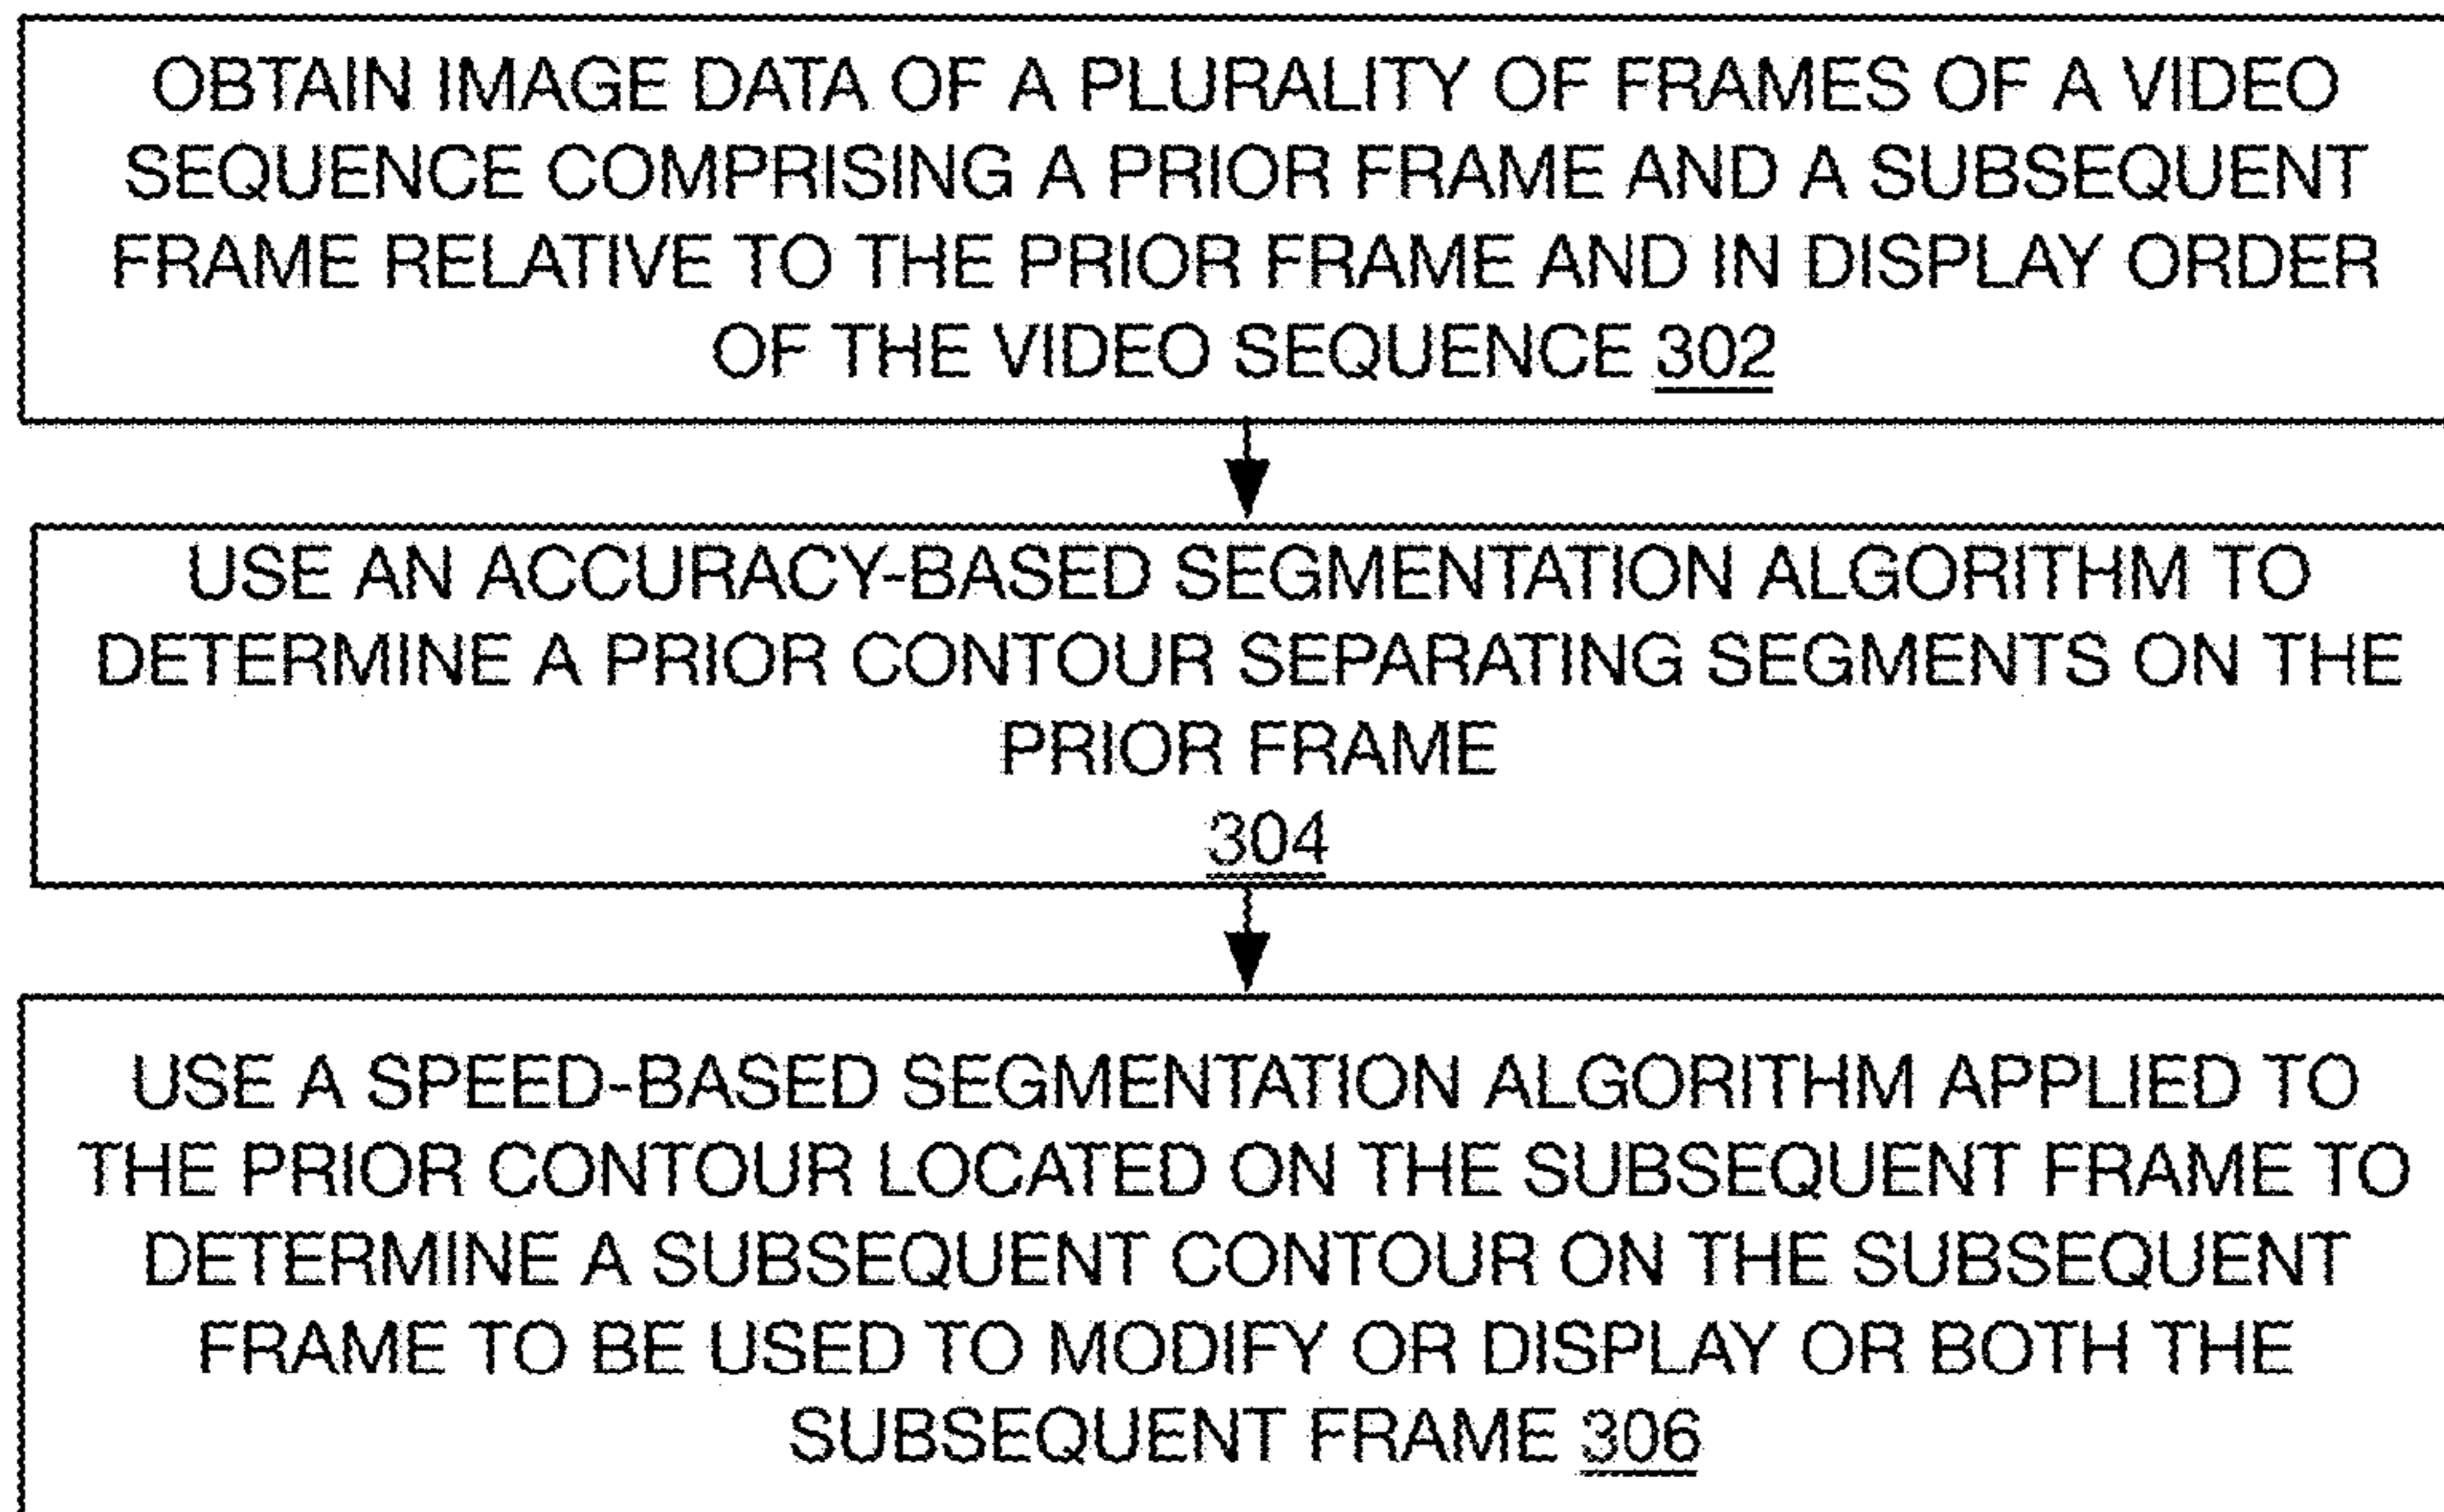 OBTAIN IMAGE DATA OF A PLURALITY OF FRAMES OF A VIDEO
SEQUENCE COMPRISING A PRIOR FRAME AND A SUBSEQUENT
FRAME RELATIVE TO THE PRIOR FRAME AND IN DISPLAY ORDER
OF THE VIDEO SEQUENCE 302
USE AN ACCURACY-BASED SEGMENTATION ALGORITHM TO
DETERMINE A PRIOR CONTOUR SEPARATING SEGMENTS ON THE
PRIOR FRAME
304
USE A SPEED-BASED SEGMENTATION ALGORITHM APPLIED TO
THE PRIOR CONTOUR LOCATED ON THE SUBSEQUENT FRAME TO
DETERMINE A SUBSEQUENT CONTOUR ON THE SUBSEQUENT
FRAME TO BE USED TO MODIFY OR DISPLAY OR BOTH THE
SUBSEQUENT FRAME 306